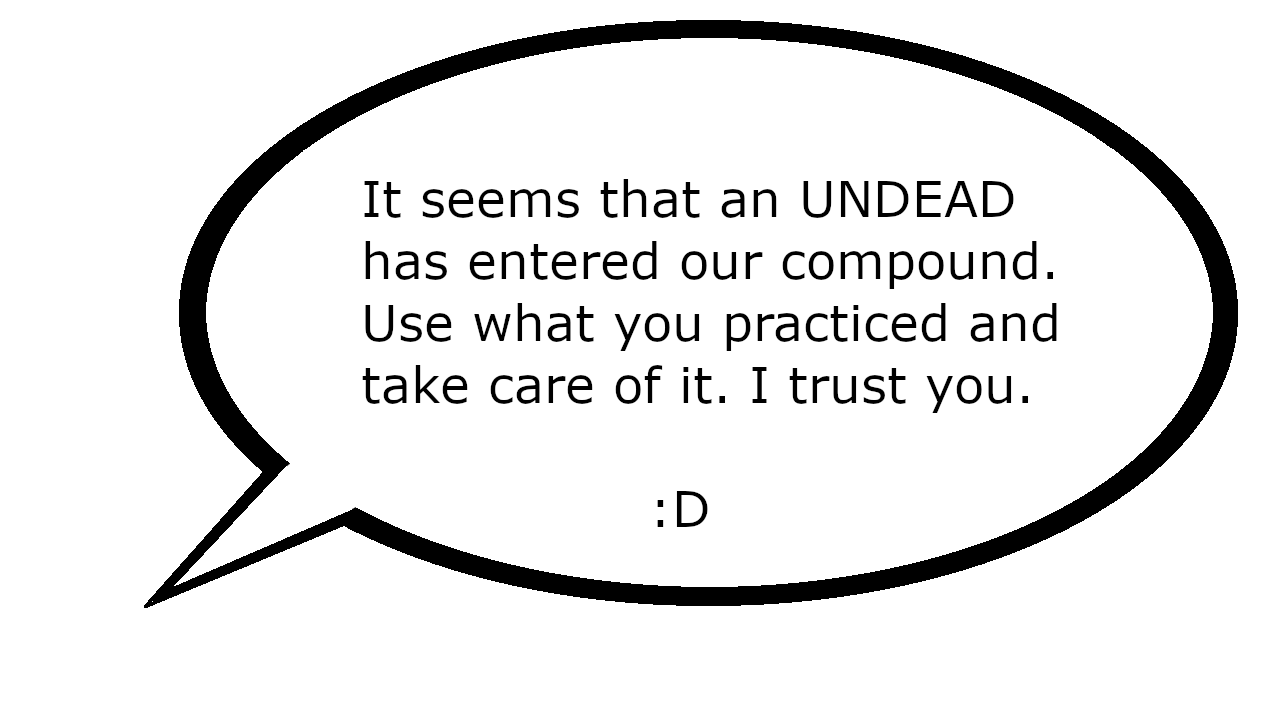 It seems that an UNDEAD
has entered our compound.
Use what you practiced and
take care of it. I trust you.
:D